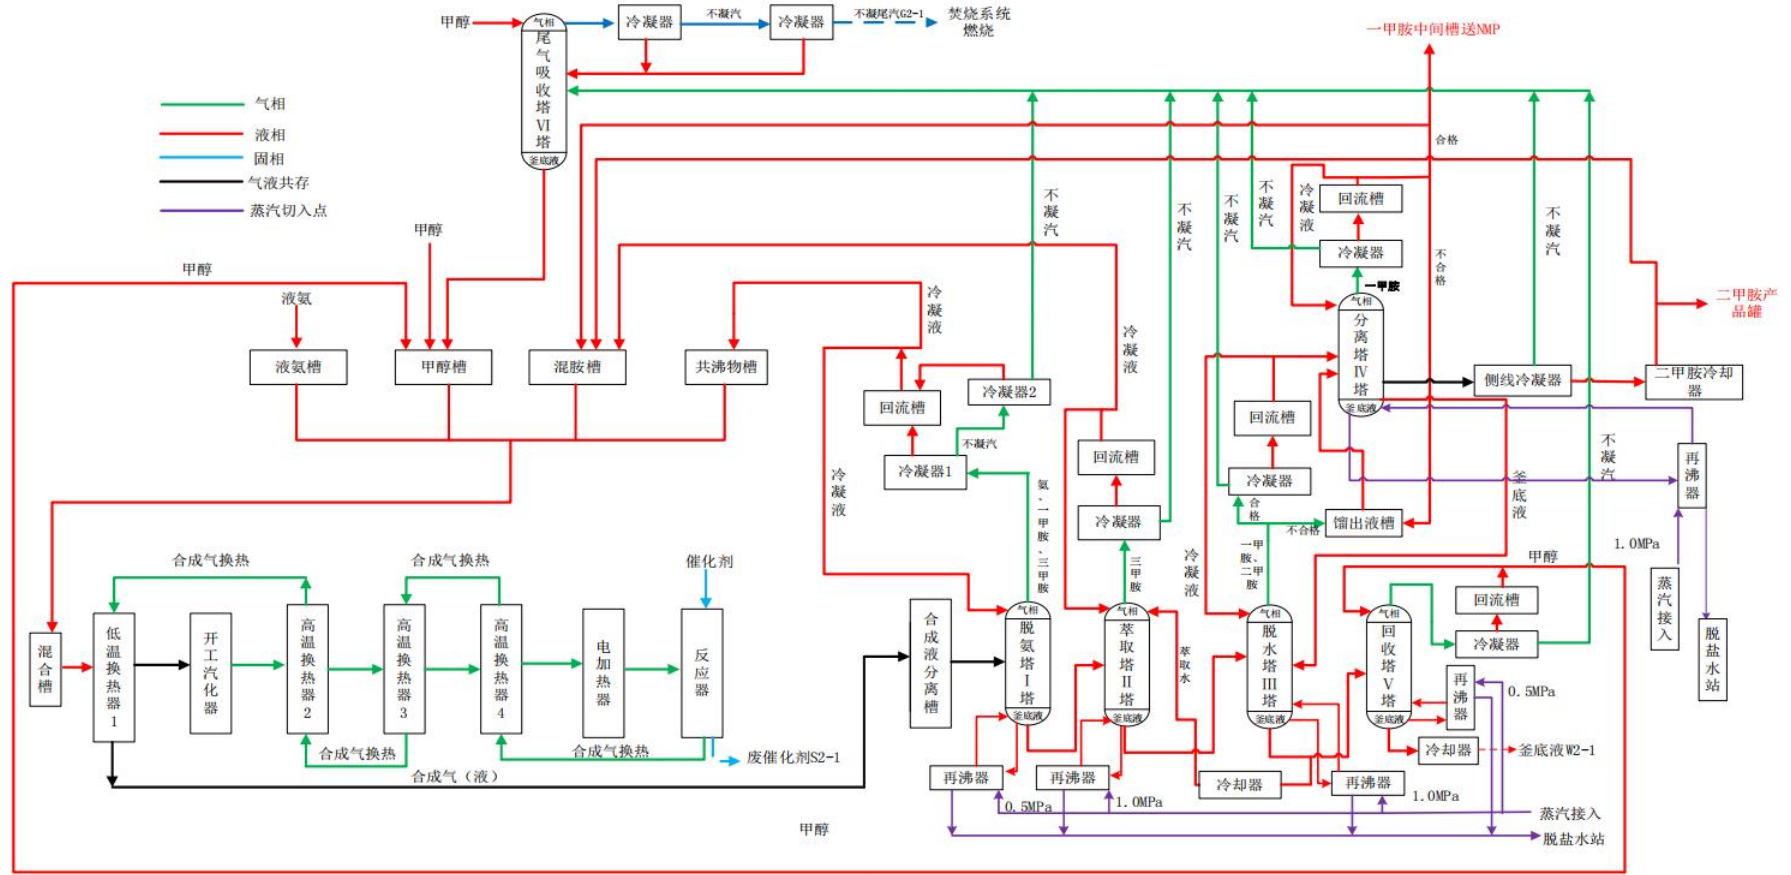 甲醇
气相
尾气吸收塔VI塔
釜底液
冷凝器
不凝汽
冷凝器
不凝尾汽G2-1
焚烧系统
燃烧
一甲胺中间槽送NMP
气相
液相
固相
气液共存
蒸汽切入点
合格
不凝汽
不凝汽
不凝汽
不凝汽
冷凝液
回流槽
冷凝器
一甲胺
不合格
不凝汽
甲醇
甲醇
液氨
液氨槽
甲醇槽
混胺槽
共沸物槽
冷凝液
冷凝液
回流槽
冷凝器2
不凝汽
冷凝器1
冷凝液
氨、一甲胺、三甲胺
回流槽
冷凝器
三甲胺
冷凝液
回流槽
冷凝器
合格
不合格
一甲胺、二甲胺
馏出液槽
气相
分离塔IV塔
釜底液
侧线冷凝器
二甲胺冷却
器
二甲胺产
品罐
釜底液
不凝汽
再沸器
1.0MPa
蒸汽接入
脱盐水站
合成气换热
合成气换热
催化剂
混合槽
低温换热器1
开工汽化器
高温换热器2
高温换热器3
高温换热器4
电加热器
反应器
合成气换热
合成气换热
废催化剂S2-1
合成气（液）
合成液分离槽
气相
脱氨塔I塔
釜底液
气相
萃取塔II塔
釜底液
萃取水
气相
脱水塔III塔
釜底液
气相
回收塔V塔
釜底液
甲醇
回流槽
冷凝器
再沸器
0.5MPa
冷却器
釜底液W2-1
再沸器
0.5MPa
再沸器
1.0MPa
冷却器
再沸器
1.0MPa
蒸汽接入
脱盐水站
甲醇